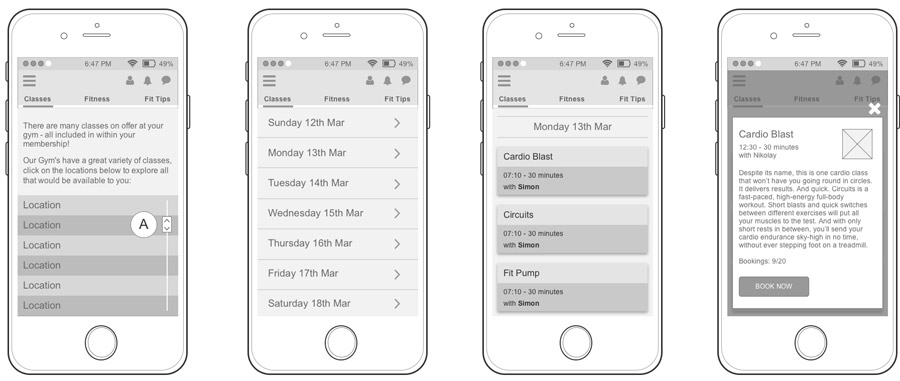 6:47 PM 49%
Classes Fitness Fit Tips
There are many classes on offer at your
gym - all included in within your
membership!
Our Gym's have a great variety of classes,
click on the locations below to explore all
that would be available to you:
Location
Location
A
Location
Location
Location
Location
6:47 PM 49%
Classes Fitness Fit Tips
Sunday 12th Mar
Monday 13th Mar
Tuesday 14th Mar
Wednesday 15th Mar
Thursday 16th Mar
Friday 17th Mar
Saturday 18th Mar
6:47 PM 49%
Classes Fitness Fit Tips
Monday 13th Mar
Cardio Blast
07:10 - 30 minutes
with Simon
Circuits
07:10 - 30 minutes
with Simon
Fit Pump
07:10 - 30 minutes
with Simon
6:47 PM 49%
Classes Fitness Fit Tips
Cardio Blast
12:30 - 30 minutes
with Nikolay
Despite its name, this is one cardio class
that won't have you going round in circles.
It delivers results. And quick. Circuits is a
fast-paced, high-energy full-body
workout. Short blasts and quick switches
between different exercises will put all
your muscles to the test. And with only
short rests in between, you'll send your
cardio endurance sky-high in no time,
without ever stepping foot on a treadmill.
Bookings: 9/20
BOOK NOW